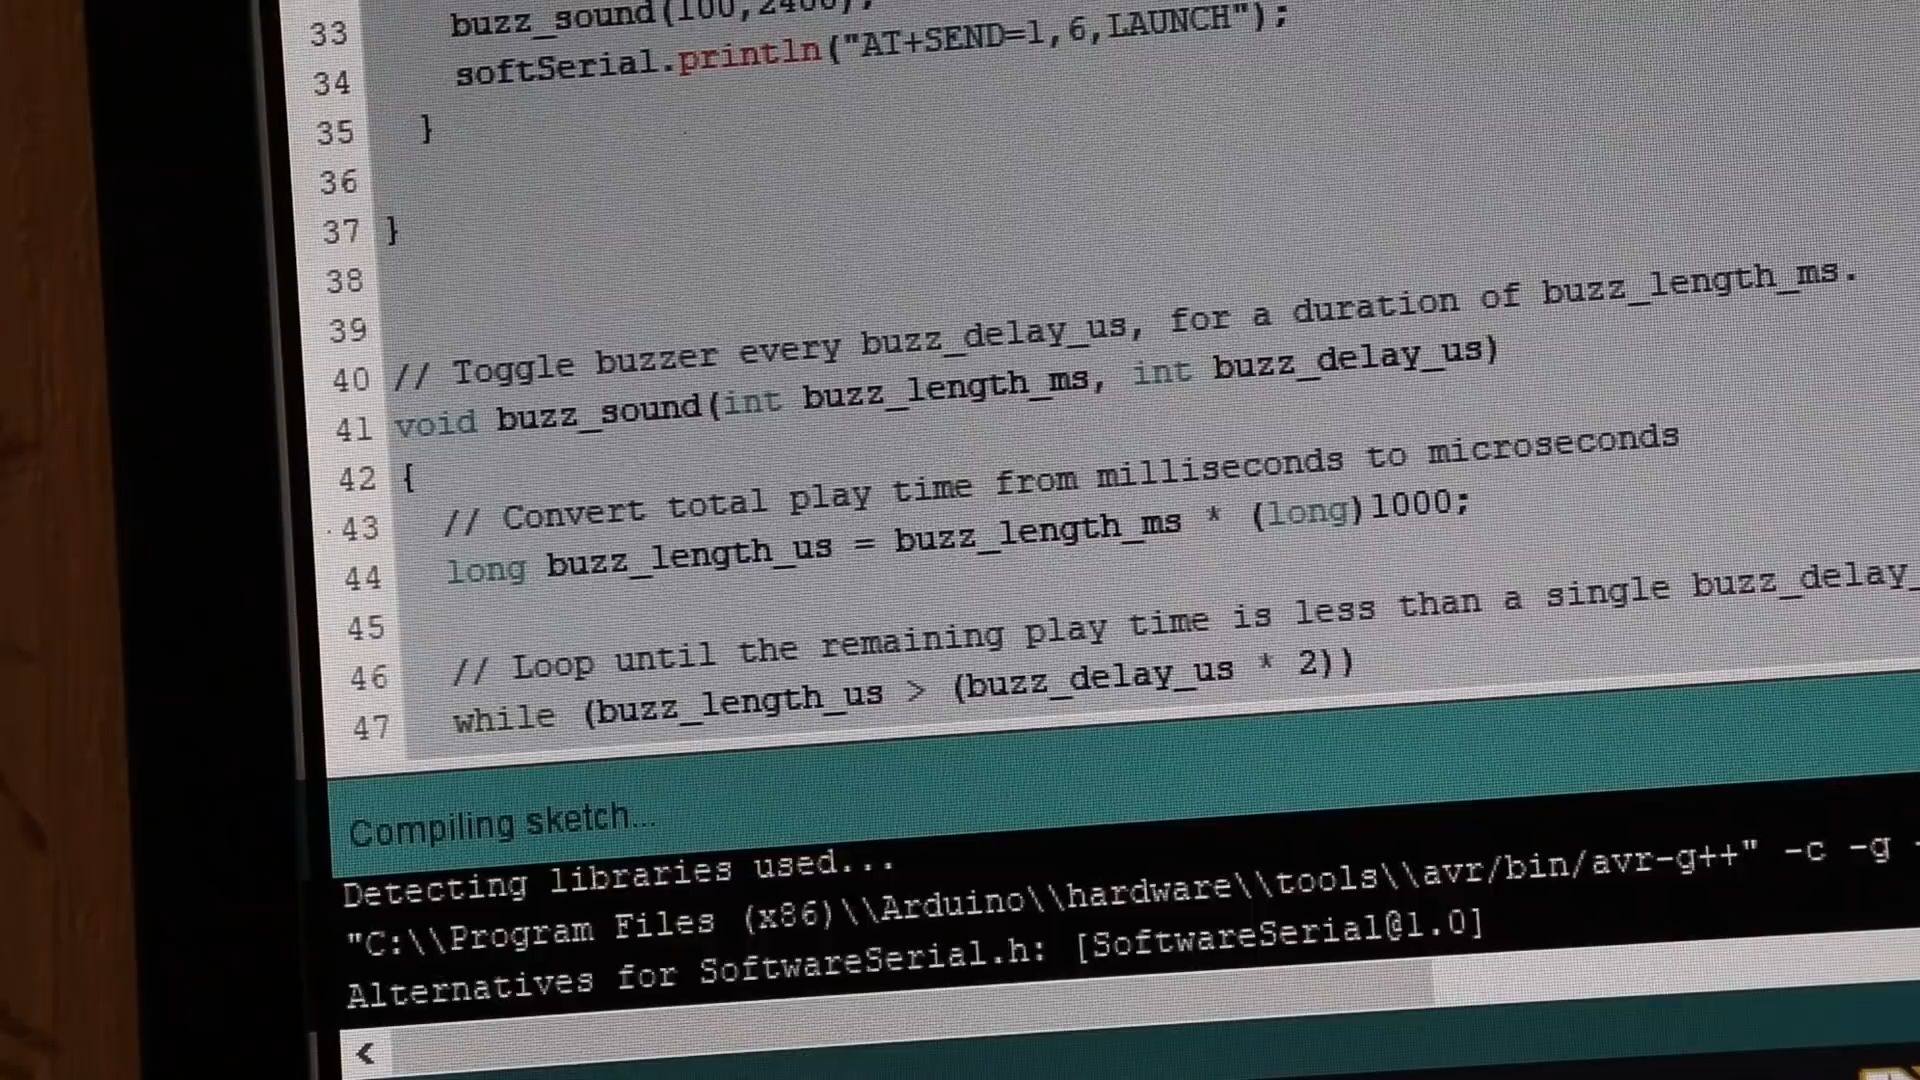 33 buzz_sound(100,2400);
34 softSerial.println("AT+SEND=1,6,LAUNCH");
35 }
36
37 }
38
39
40 // Toggle buzzer every buzz_delay_us, for a duration of buzz_length_ms.
41 void buzz_sound(int buzz_length_ms, int buzz_delay_us)
42 {
43 // Convert total play time from milliseconds to microseconds
44 long buzz_length_us = buzz_length_ms * (long)1000;
45
46 // Loop until the remaining play time is less than a single buzz_delay_
47 while (buzz_length_us > (buzz_delay_us * 2))
Compiling sketch...
Detecting libraries used...
"C:\\Program Files (x86)\\Arduino\\hardware\\tools\\avr/bin/avr-g++" -c -g
Alternatives for SoftwareSerial.h: [SoftwareSerial@1.0]